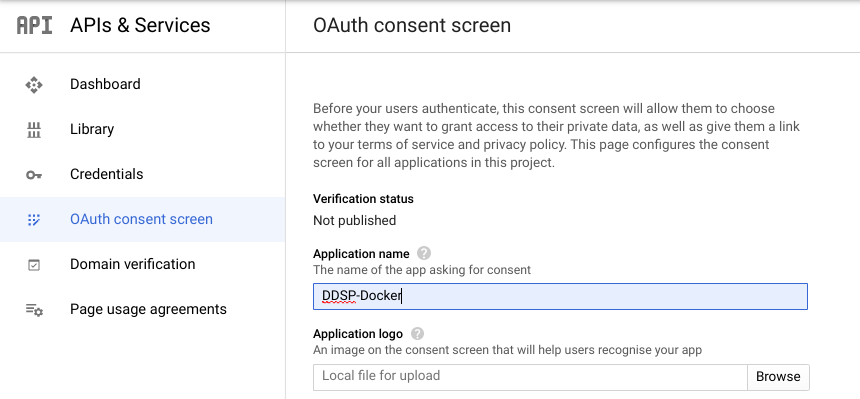 API APIs & Services
OAuth consent screen
Dashboard
Library
Credentials
OAuth consent screen
Domain verification
Page usage agreements
Before your users authenticate, this consent screen will allow them to choose
whether they want to grant access to their private data, as well as give them a link
to your terms of service and privacy policy. This page configures the consent
screen for all applications in this project.
Verification status
Not published
Application name ?
The name of the app asking for consent
DDSP-Docker
Application logo ?
An image on the consent screen that will help users recognise your app
Local file for upload
Browse